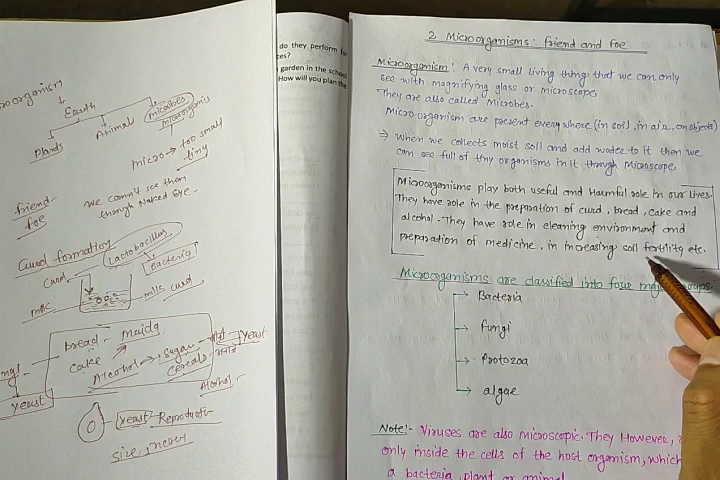 Earth
Plants
Animal
microbes
micro → too small
tiny
friend-
foe
we cann't see them
through Naked eye-
Curd formation
Lactobacillus
Bacteria
Curd
milk
milk
curd
bread - maida
cake
Alcohol → sugar
cereals
yeast
yeast
Alcohol -
yeast Reproduction
size, incer
do they perform
garden in the school
How will you plan the
2. Microorganisms: friend and foe
Microorganism: A very small living thing that we can only
see with magnifying glass or microscope.
They are also called Microbes.
Micro-organism are present everywhere (in soil, in air, on objects)
⇒ when we collects moist soil and add water to it then we
can see full of tiny organisms in it through Microscope.
Microorganisms play both useful and Harmful role in our lives
They have role in the preparation of curd, bread, cake and
alcohol. They have role in cleaning environment and
preparation of medicine, in increasing soil fertility etc.
Microorganisms are classified into four major groups.
Bacteria
fungi
Protozoa
algae
Note:- Viruses are also microscopic. They However,
only inside the cells of the host organism, which
a bacteria, plant or animal